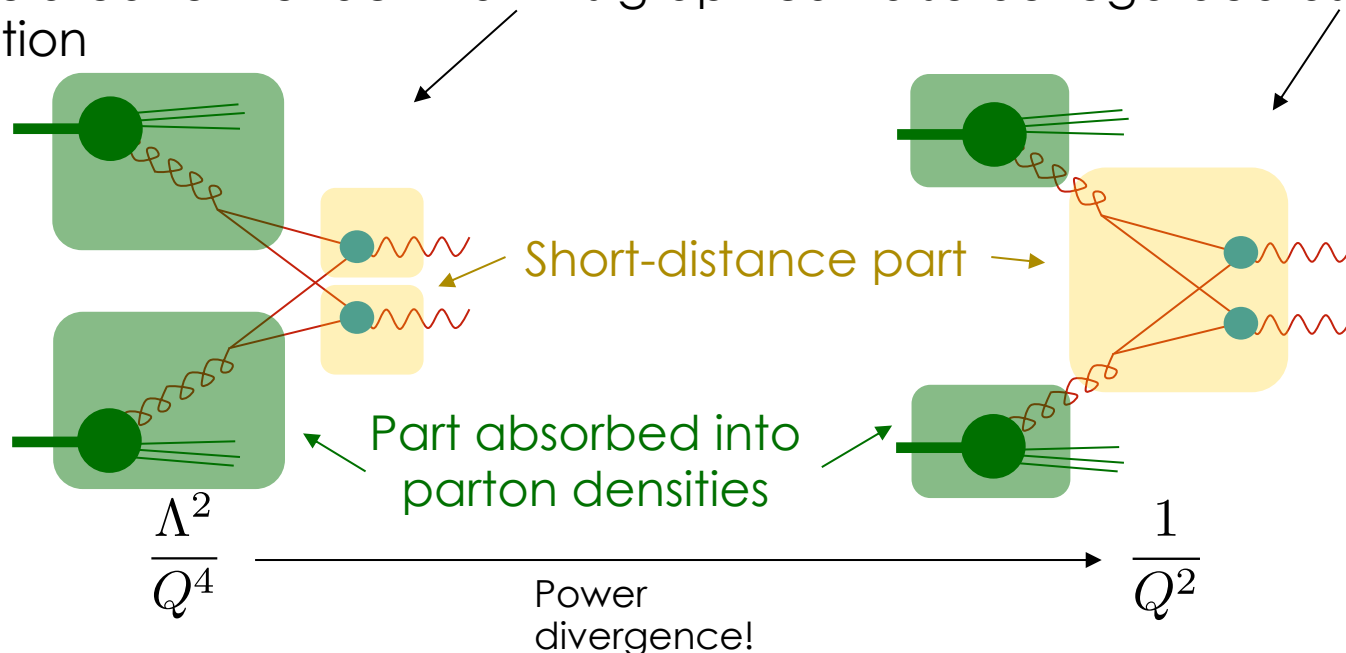 tion
Short-distance part
Part absorbed into
parton densities
Λ²/Q⁴
1/Q²
Power
divergence!